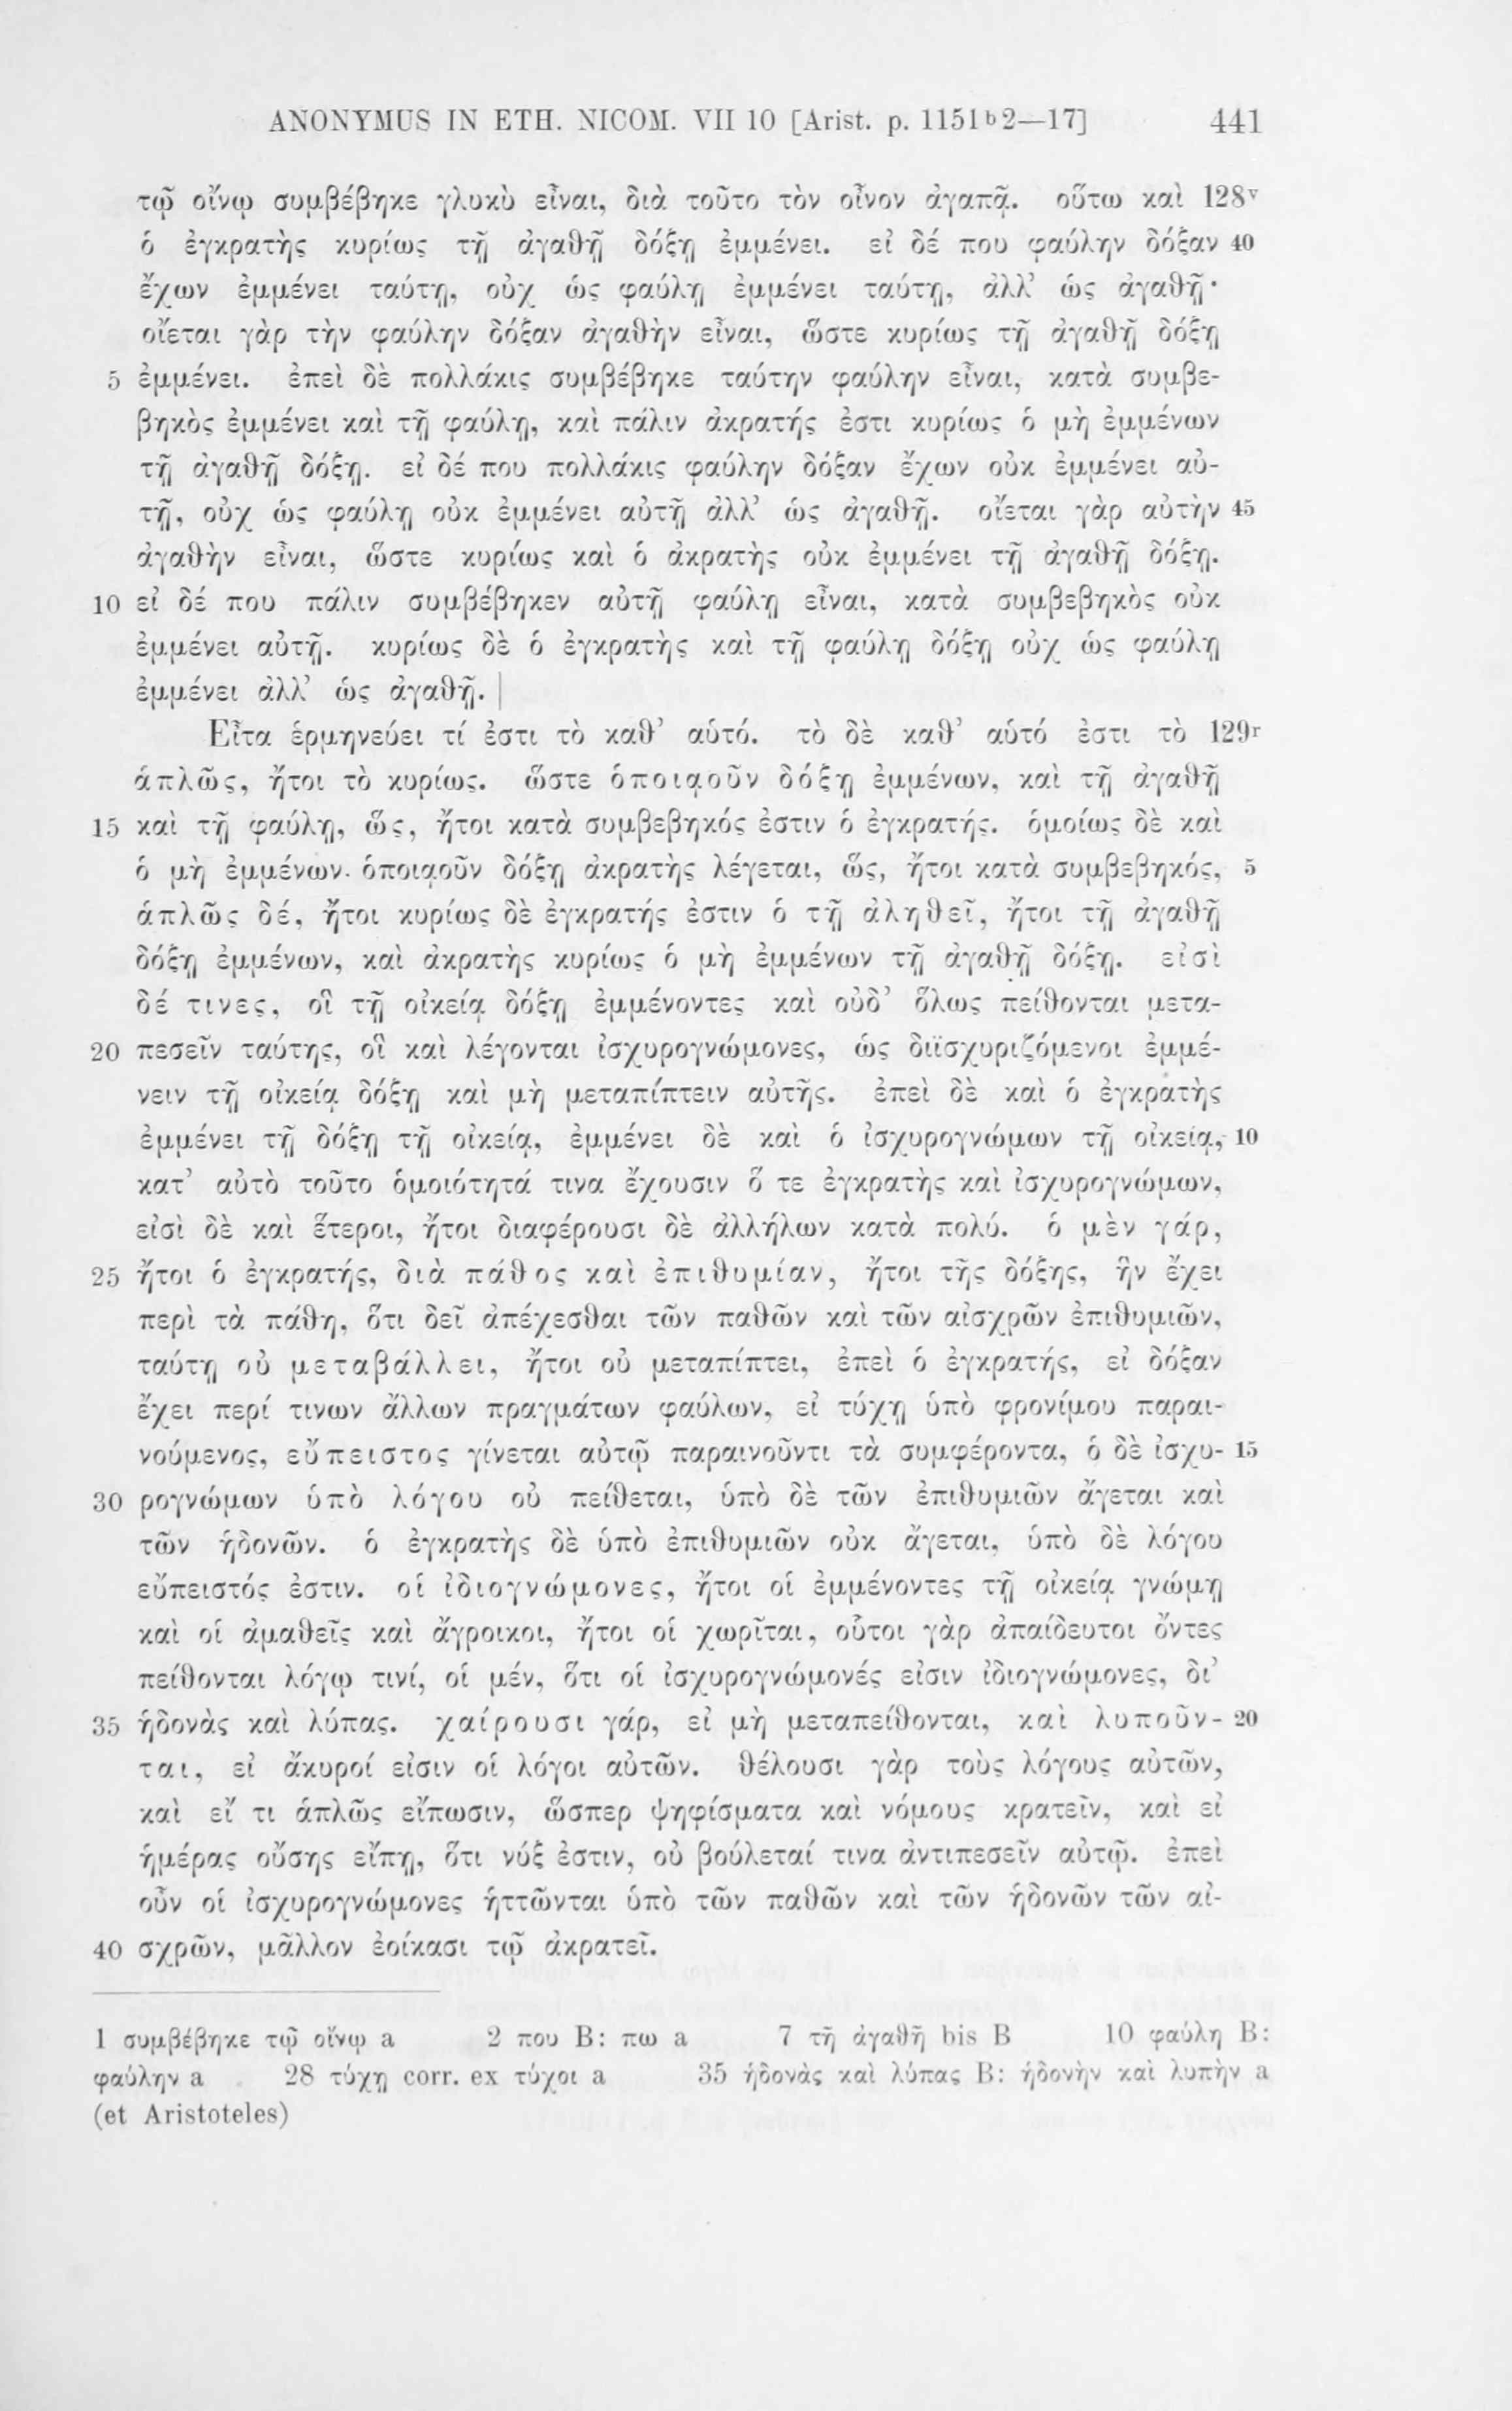 ANONYMUS IN ETH. NICOM. VII 10 [Arist. p. 1151b2—17] 441
τῷ οἴνῳ συμβέβηκε γλυκὺ εἶναι, διὰ τοῦτο τὸν οἶνον ἀγαπᾷ. οὕτω καὶ 128v
ὁ ἐγκρατὴς κυρίως τῇ ἀγαθῇ δόξῃ ἐμμένει. εἰ δέ που φαύλην δόξαν 40
ἔχων ἐμμένει ταύτῃ, οὐχ ὡς φαύλῃ ἐμμένει ταύτῃ, ἀλλ’ ὡς ἀγαθῇ·
οἴεται γὰρ τὴν φαύλην δόξαν ἀγαθὴν εἶναι, ὥστε κυρίως τῇ ἀγαθῇ δόξῃ
5 ἐμμένει. ἐπεὶ δὲ πολλάκις συμβέβηκε ταύτην φαύλην εἶναι, κατὰ συμβε-
βηκὸς ἐμμένει καὶ τῇ φαύλῃ, καὶ πάλιν ἀκρατής ἐστι κυρίως ὁ μὴ ἐμμένων
τῇ ἀγαθῇ δόξῃ. εἰ δέ που πολλάκις φαύλην δόξαν ἔχων οὐκ ἐμμένει αὐ-
τῇ, οὐχ ὡς φαύλῃ οὐκ ἐμμένει αὐτῇ ἀλλ’ ὡς ἀγαθῇ. οἴεται γὰρ αὐτὴν 45
ἀγαθὴν εἶναι, ὥστε κυρίως καὶ ὁ ἀκρατὴς οὐκ ἐμμένει τῇ ἀγαθῇ δόξῃ.
10 εἰ δέ που πάλιν συμβέβηκεν αὐτῇ φαύλῃ εἶναι, κατὰ συμβεβηκὸς οὐκ
ἐμμένει αὐτῇ. κυρίως δὲ ὁ ἐγκρατὴς καὶ τῇ φαύλῃ δόξῃ οὐχ ὡς φαύλῃ
ἐμμένει ἀλλ’ ὡς ἀγαθῇ. |
Εἶτα ἑρμηνεύει τί ἐστι τὸ καθ’ αὑτό. τὸ δὲ καθ’ αὑτό ἐστι τὸ 129r
ἁπλῶς, ἤτοι τὸ κυρίως. ὥστε ὁποιᾳοῦν δόξῃ ἐμμένων, καὶ τῇ ἀγαθῇ
15 καὶ τῇ φαύλῃ, ὥς, ἤτοι κατὰ συμβεβηκός ἐστιν ὁ ἐγκρατής. ὁμοίως δὲ καὶ
ὁ μὴ ἐμμένων ὁποιᾳοῦν δόξῃ ἀκρατὴς λέγεται, ὥς, ἤτοι κατὰ συμβεβηκός, 5
ἁπλῶς δέ, ἤτοι κυρίως δὲ ἐγκρατής ἐστιν ὁ τῇ ἀληθεῖ, ἤτοι τῇ ἀγαθῇ
δόξῃ ἐμμένων, καὶ ἀκρατὴς κυρίως ὁ μὴ ἐμμένων τῇ ἀγαθῇ δόξῃ. εἰσὶ
δέ τινες, οἳ τῇ οἰκείᾳ δόξῃ ἐμμένοντες καὶ οὐδ’ ὅλως πείθονται μετα-
20 πεσεῖν ταύτης, οἳ καὶ λέγονται ἰσχυρογνώμονες, ὡς διϊσχυριζόμενοι ἐμμέ-
νειν τῇ οἰκείᾳ δόξῃ καὶ μὴ μεταπίπτειν αὐτῆς. ἐπεὶ δὲ καὶ ὁ ἐγκρατὴς
ἐμμένει τῇ δόξῃ τῇ οἰκείᾳ, ἐμμένει δὲ καὶ ὁ ἰσχυρογνώμων τῇ οἰκείᾳ, 10
κατ’ αὐτὸ τοῦτο ὁμοιότητά τινα ἔχουσιν ὅ τε ἐγκρατὴς καὶ ἰσχυρογνώμων,
εἰσὶ δὲ καὶ ἕτεροι, ἤτοι διαφέρουσι δὲ ἀλλήλων κατὰ πολύ. ὁ μὲν γάρ,
25 ἤτοι ὁ ἐγκρατής, διὰ πάθος καὶ ἐπιθυμίαν, ἤτοι τῆς δόξης, ἣν ἔχει
περὶ τὰ πάθη, ὅτι δεῖ ἀπέχεσθαι τῶν παθῶν καὶ τῶν αἰσχρῶν ἐπιθυμιῶν,
ταύτῃ οὐ μεταβάλλει, ἤτοι οὐ μεταπίπτει, ἐπεὶ ὁ ἐγκρατής, εἰ δόξαν
ἔχει περί τινων ἄλλων πραγμάτων φαύλων, εἰ τύχῃ ὑπὸ φρονίμου παραι-
νούμενος, εὔπειστος γίνεται αὐτῷ παραινοῦντι τὰ συμφέροντα, ὁ δὲ ἰσχυ- 15
30 ρογνώμων ὑπὸ λόγου οὐ πείθεται, ὑπὸ δὲ τῶν ἐπιθυμιῶν ἄγεται καὶ
τῶν ἡδονῶν. ὁ ἐγκρατὴς δὲ ὑπὸ ἐπιθυμιῶν οὐκ ἄγεται, ὑπὸ δὲ λόγου
εὔπειστός ἐστιν. οἱ ἰδιογνώμονες, ἤτοι οἱ ἐμμένοντες τῇ οἰκείᾳ γνώμῃ
καὶ οἱ ἀμαθεῖς καὶ ἄγροικοι, ἤτοι οἱ χωρῖται, οὗτοι γὰρ ἀπαίδευτοι ὄντες
πείθονται λόγῳ τινί, οἱ μέν, ὅτι οἱ ἰσχυρογνώμονές εἰσιν ἰδιογνώμονες, δι’
35 ἡδονὰς καὶ λύπας. χαίρουσι γάρ, εἰ μὴ μεταπείθονται, καὶ λυποῦν- 20
ται, εἰ ἄκυροί εἰσιν οἱ λόγοι αὐτῶν. θέλουσι γὰρ τοὺς λόγους αὐτῶν,
καὶ εἴ τι ἁπλῶς εἴπωσιν, ὥσπερ ψηφίσματα καὶ νόμους κρατεῖν, καὶ εἰ
ἡμέρας οὔσης εἴπῃ, ὅτι νύξ ἐστιν, οὐ βούλεταί τινα ἀντιπεσεῖν αὐτῷ. ἐπεὶ
οὖν οἱ ἰσχυρογνώμονες ἡττῶνται ὑπὸ τῶν παθῶν καὶ τῶν ἡδονῶν τῶν αἰ-
40 σχρῶν, μᾶλλον ἐοίκασι τῷ ἀκρατεῖ.
1 συμβέβηκε τῷ οἴνῳ a 2 που B: πω a 7 τῇ ἀγαθῇ bis B 10 φαύλῃ B:
φαύλην a 28 τύχῃ corr. ex τύχοι a 35 ἡδονὰς καὶ λύπας B: ἡδονὴν καὶ λυπὴν a
(et Aristoteles)